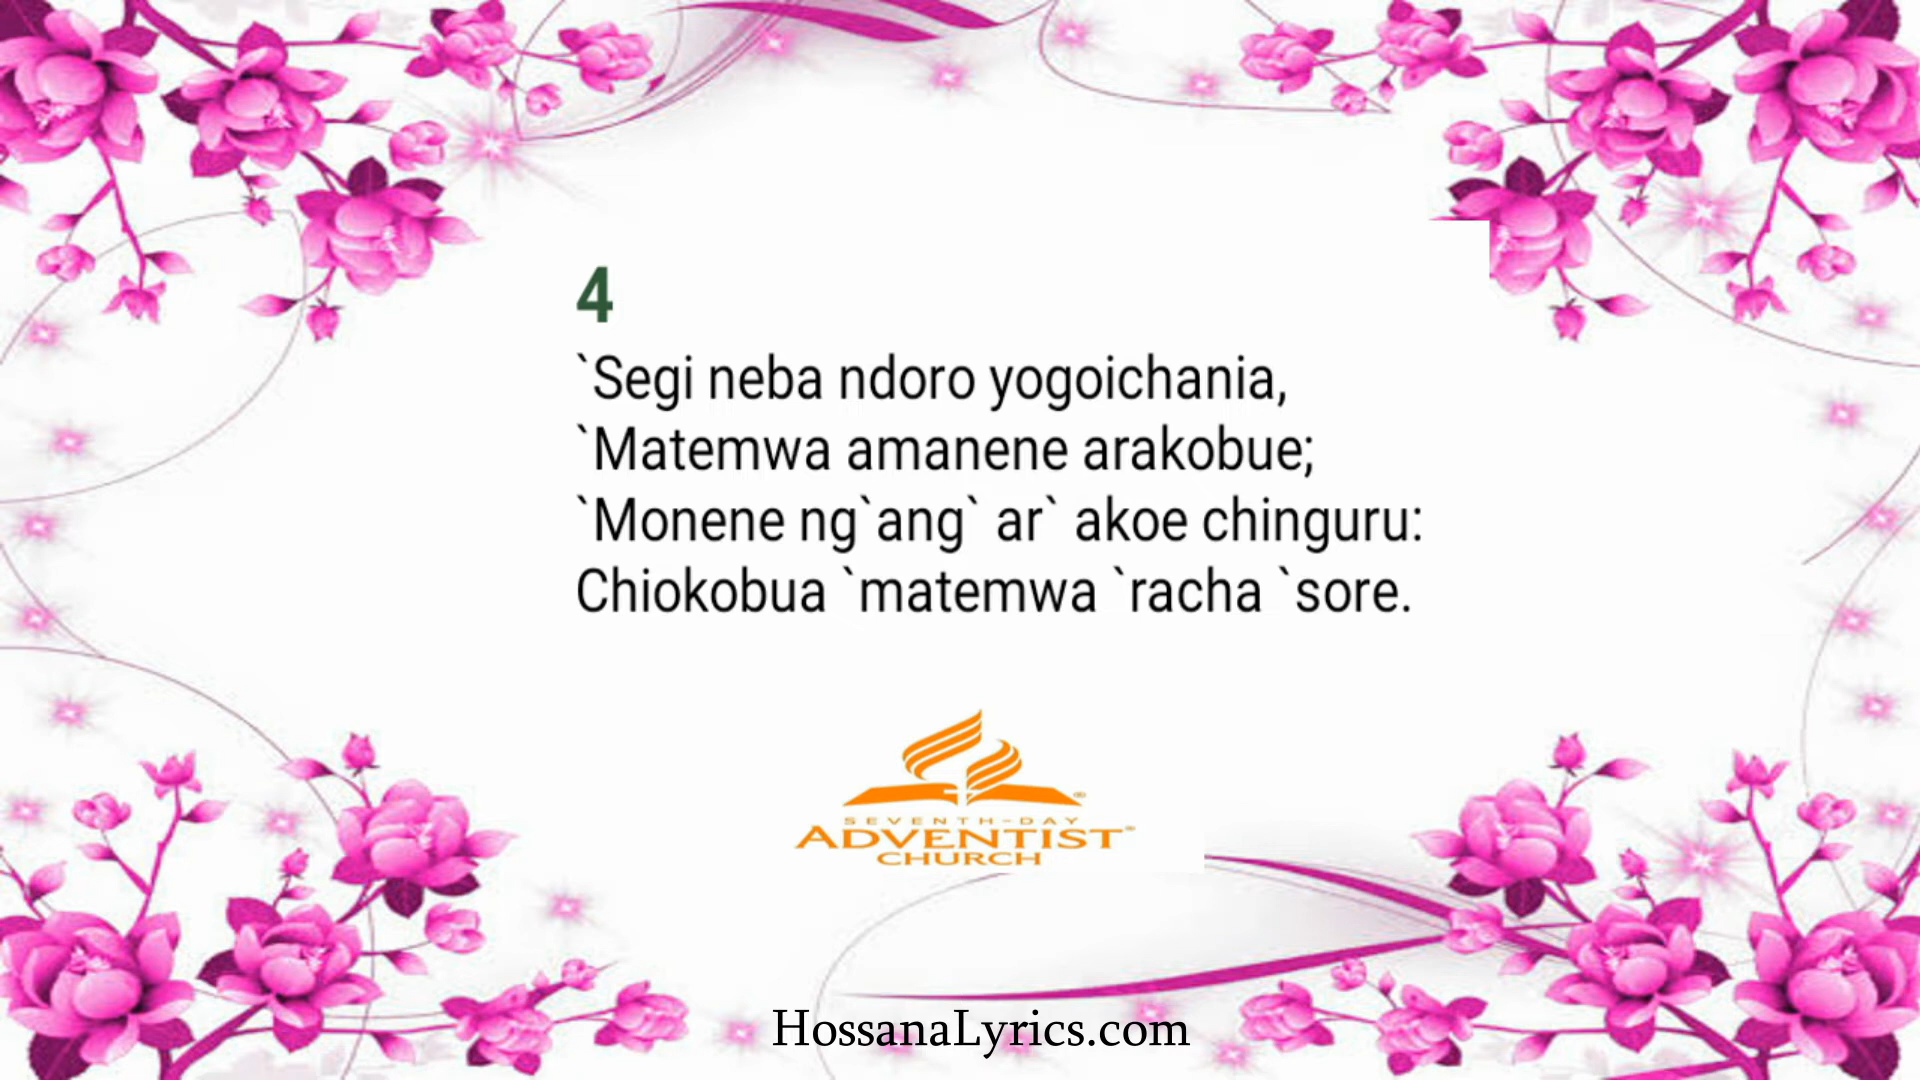 4
`Segi neba ndoro yogoichania,
`Matemwa amanene arakobue;
`Monene ng`ang` ar` akoe chinguru:
Chiokobua `matemwa `racha `sore.
SEVENTH-DAY
ADVENTIST®
CHURCH
HossanaLyrics.com